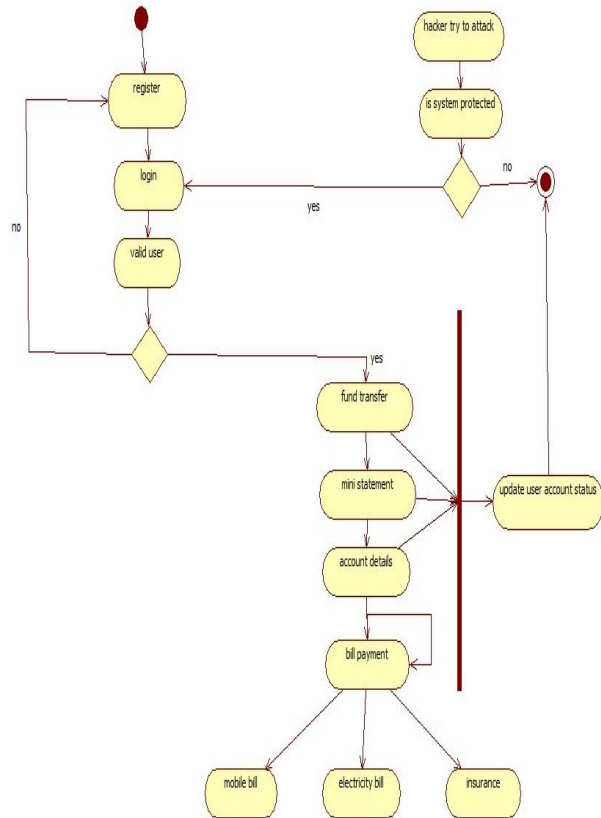 hacker try to attack
register
is system protected
login
no
yes
no
valid user
yes
fund transfer
mini statement
update user account status
account details
bill payment
mobile bill
electricity bill
insurance